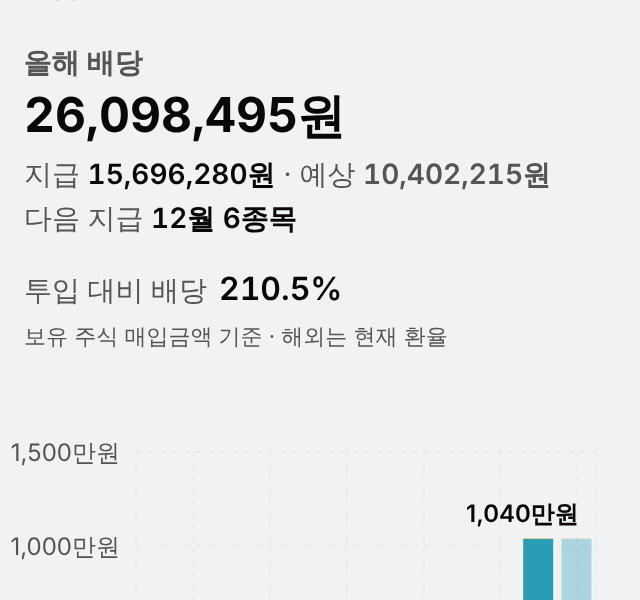 올해 배당
26,098,495원
지급 15,696,280원 · 예상 10,402,215원
다음 지급 12월 6종목
투입 대비 배당 210.5%
보유 주식 매입금액 기준 · 해외는 현재 환율
1,500만원
1,040만원
1,000만원